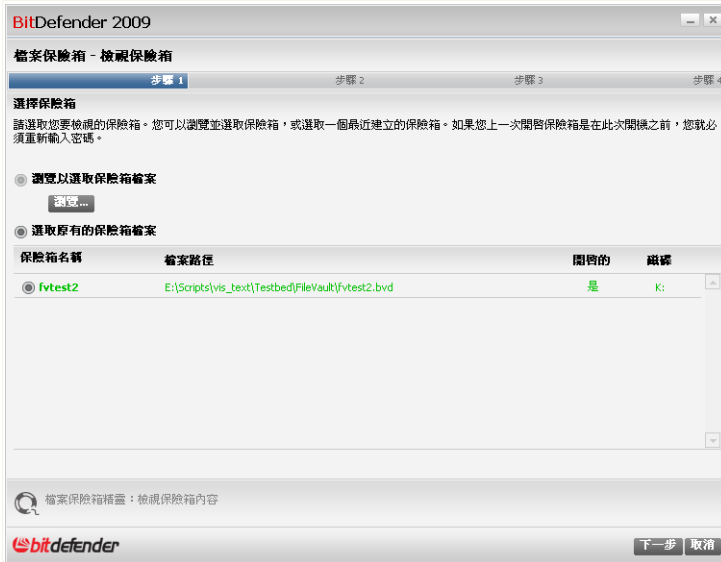 BitDefender 2009
檔案保險箱 - 檢視保險箱
步驟 1 步驟 2 步驟 3 步驟 4
選擇保險箱
請選取您要檢視的保險箱。您可以瀏覽並選取保險箱，或選取一個最近建立的保險箱。如果您上一次開啓保險箱是在此次開機之前，您就必
須重新輸入密碼。
瀏覽以選取保險箱檔案
瀏覽...
選取原有的保險箱檔案
保險箱名稱 檔案路徑 開啓的 磁碟
fvtest2 E:\Scripts\vis_text\Testbed\FileVault\fvtest2.bvd 是 K:
檔案保險箱精靈：檢視保險箱內容
bitdefender 下一步 取消